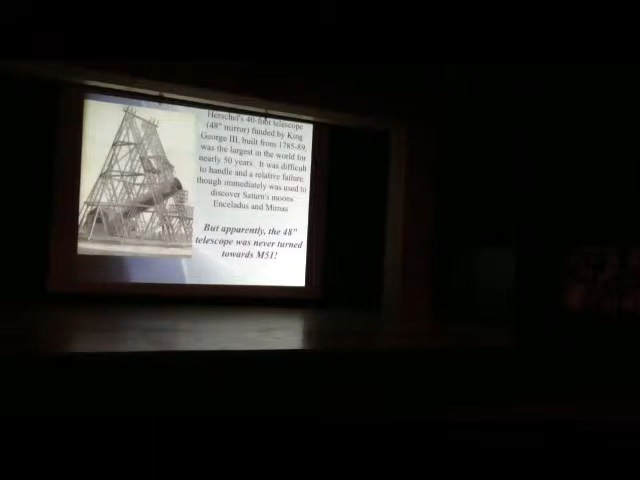 Herschel's 40-foot telescope
(48" mirror) funded by King
George III, built from 1785-89,
was the largest in the world for
nearly 50 years. It was difficult
to handle and a relative failure
though immediately was used to
discover Saturn's moons
Enceladus and Mimas
But apparently, the 48"
telescope was never turned
towards M51!